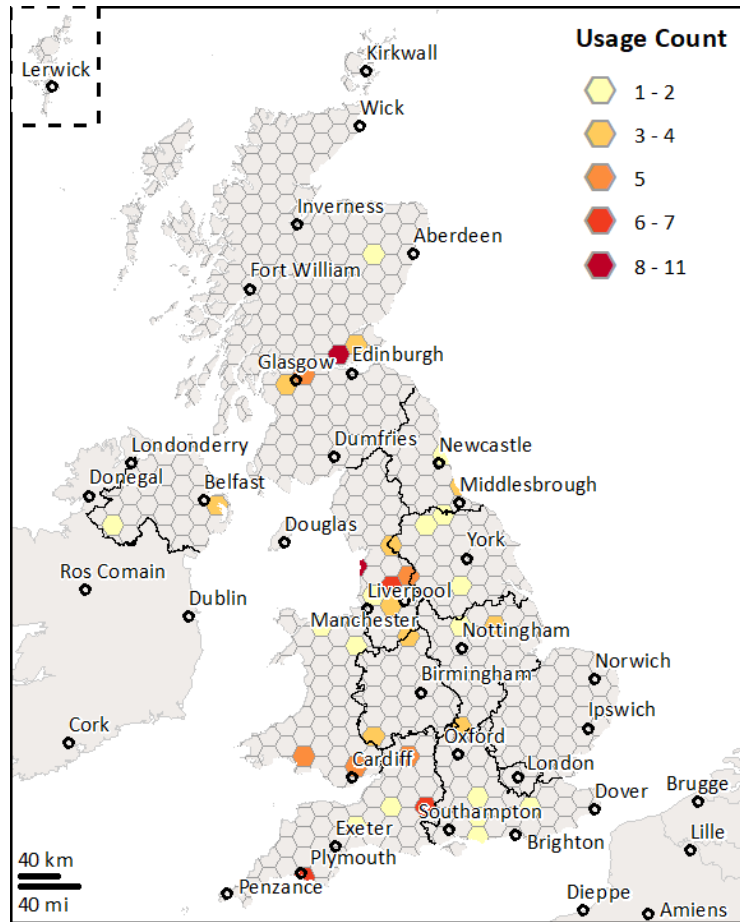 Usage Count
1 - 2
3 - 4
5
6 - 7
8 - 11
Lerwick
Kirkwall
Wick
Inverness
Aberdeen
Fort William
Edinburgh
Glasgow
Dumfries
Newcastle
Londonderry
Donegal
Belfast
Middlesbrough
Douglas
York
Ros Comain
Dublin
Liverpool
Manchester
Nottingham
Norwich
Birmingham
Ipswich
Cork
Oxford
Cardiff
London
Dover
Brugge
Southampton
Exeter
Brighton
Lille
Plymouth
Penzance
Dieppe
Amiens
40 km
40 mi